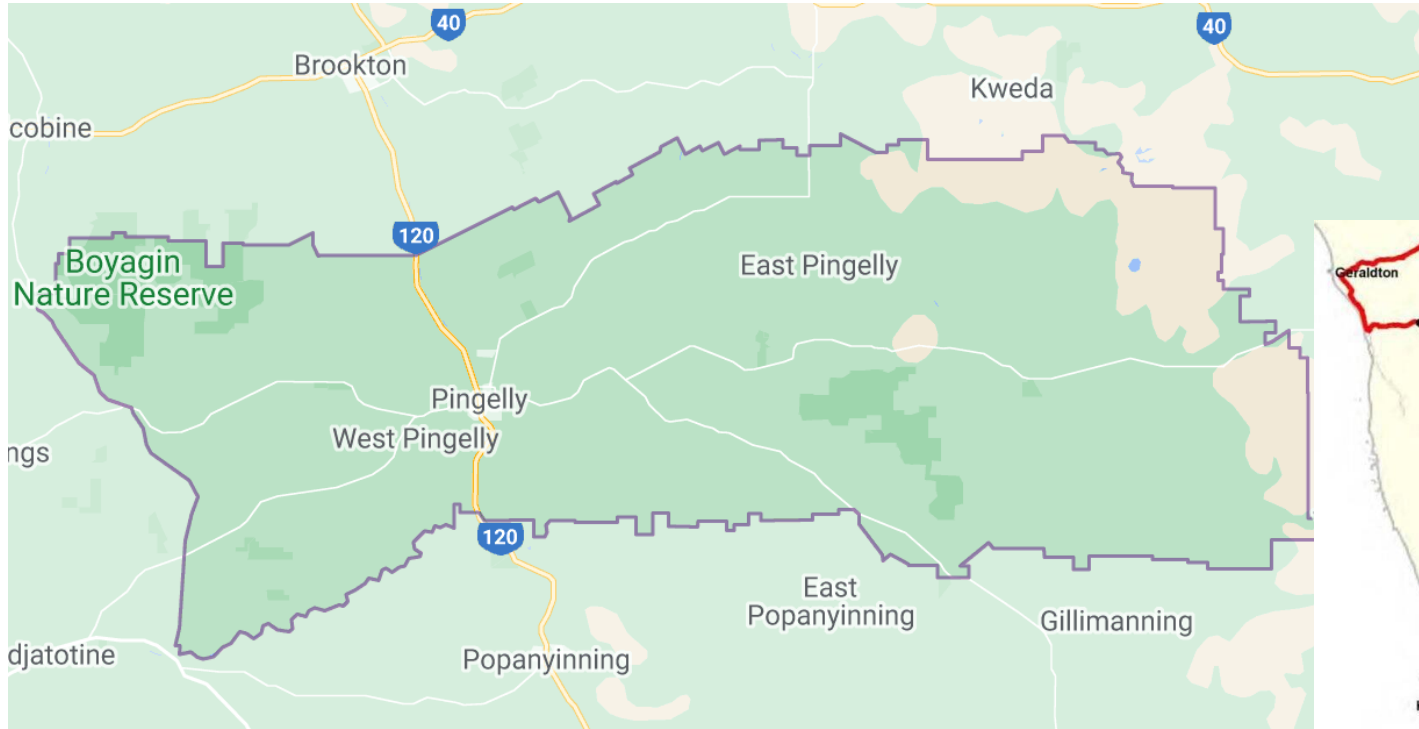 40
40
Brookton
Kweda
cobine
120
Boyagin
Nature Reserve
East Pingelly
Geraldton
Pingelly
West Pingelly
ngs
120
East
Popanyinning
Gillimanning
djatotine
Popanyinning